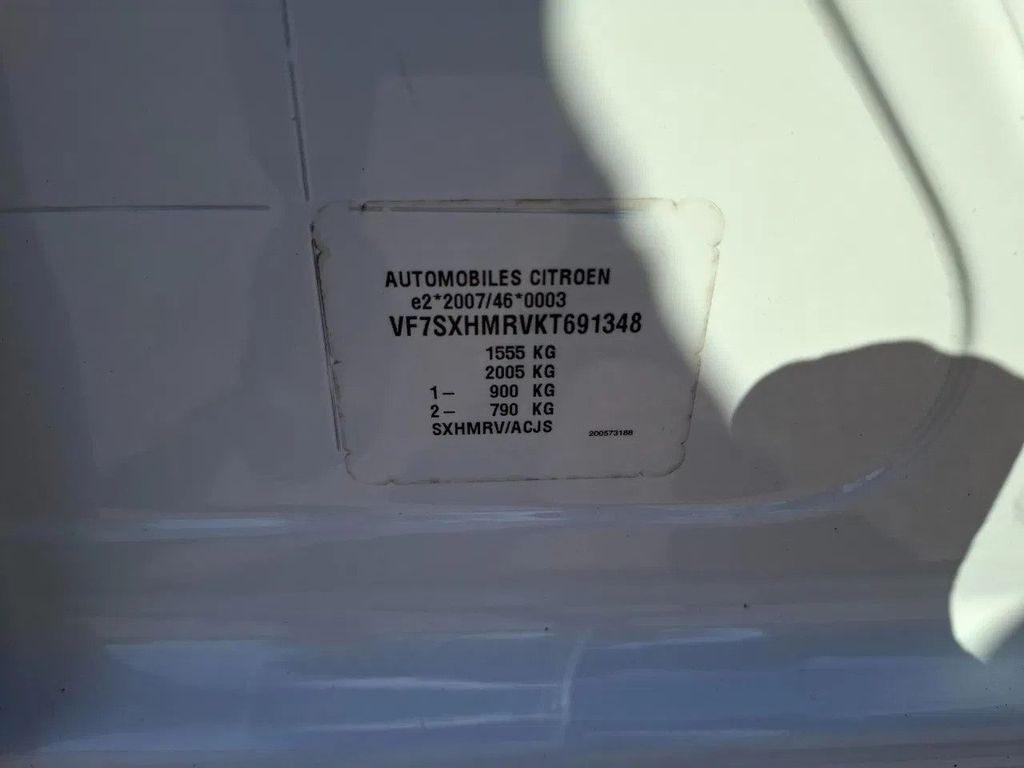 AUTOMOBILES CITROEN
e2*2007/46*0003
VF7SXHMRVKT691348
1555 KG
2005 KG
1– 900 KG
2– 790 KG
SXHMRV/ACJS 200573188